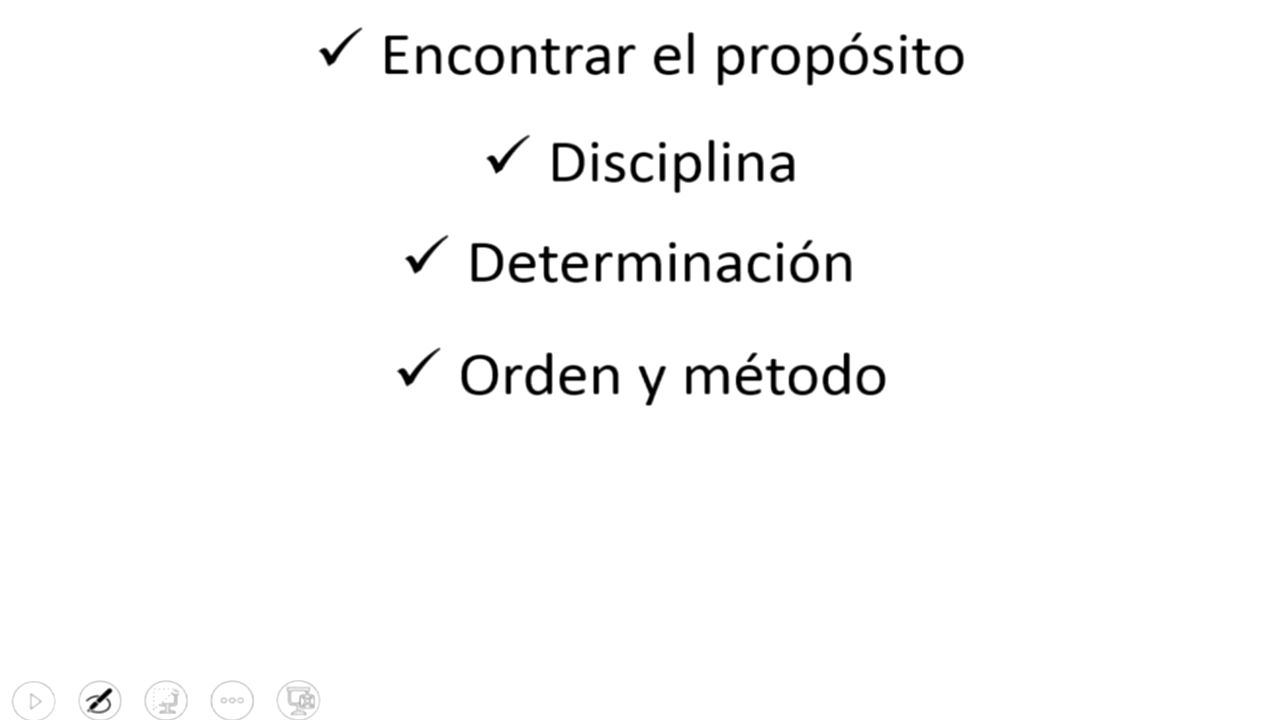 ✓ Encontrar el propósito
✓ Disciplina
✓ Determinación
✓ Orden y método